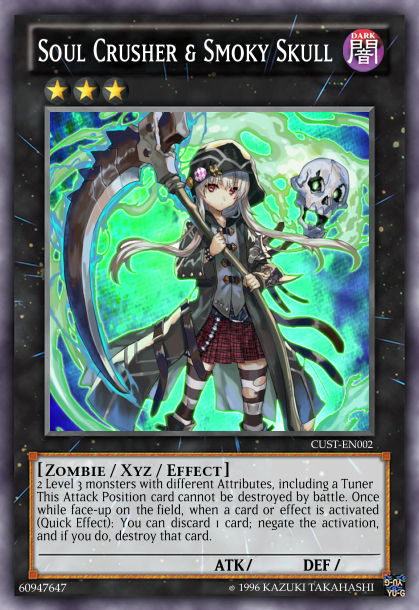 SOUL CRUSHER & SMOKY SKULL
DARK
闇
CUST-EN002
[ZOMBIE / XYZ / EFFECT]
2 Level 3 monsters with different Attributes, including a Tuner
This Attack Position card cannot be destroyed by battle. Once
while face-up on the field, when a card or effect is activated
(Quick Effect): You can discard 1 card; negate the activation,
and if you do, destroy that card.
ATK/ DEF /
60947647
© 1996 KAZUKI TAKAHASHI
YU-G